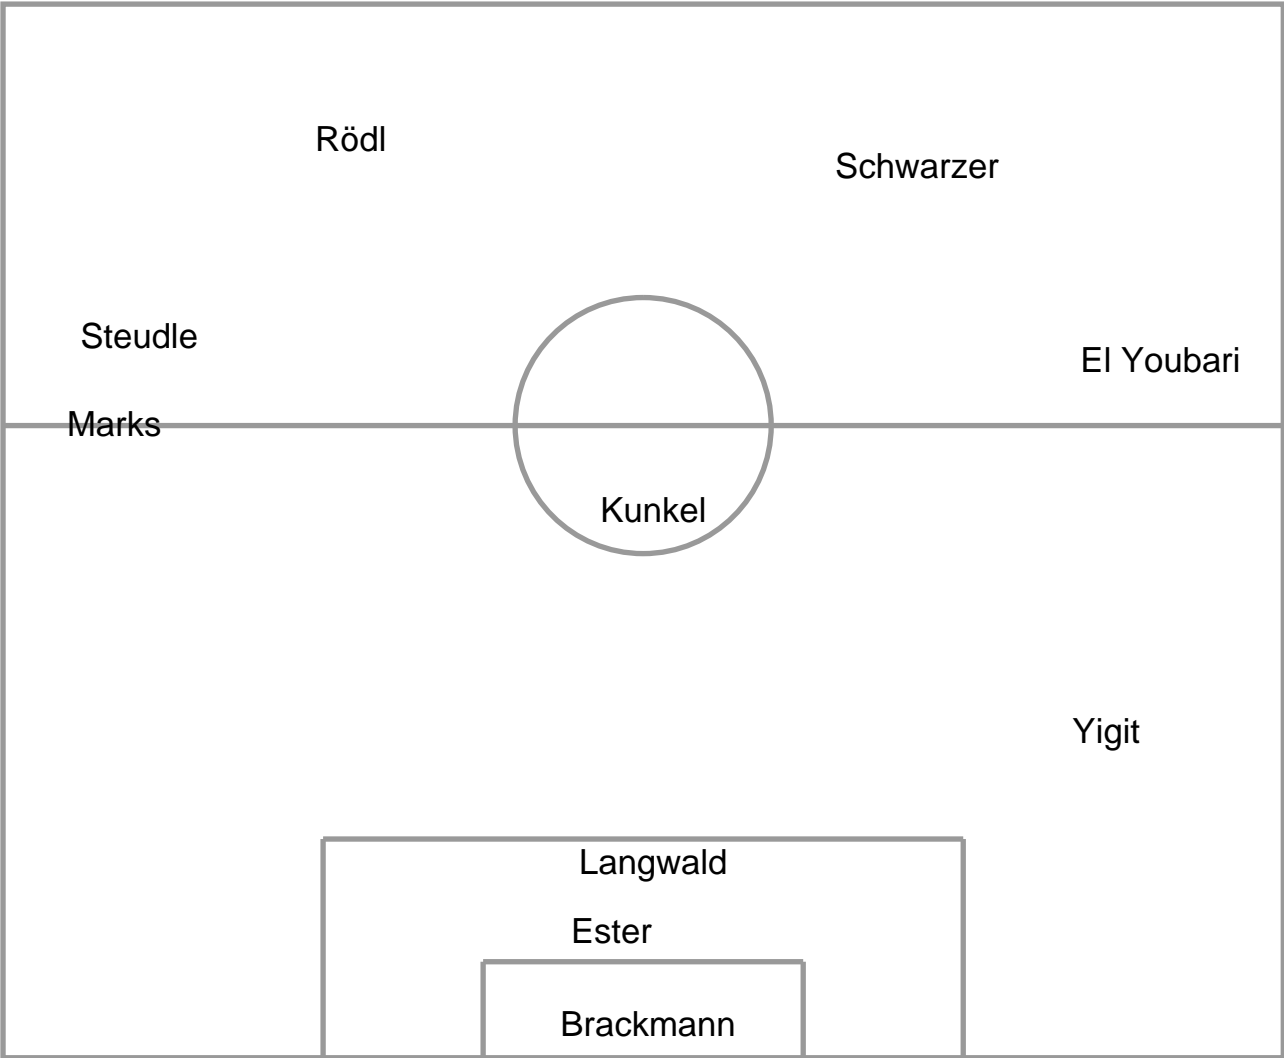 Rödl
Schwarzer
Steudle
El Youbari
Marks
Kunkel
Yigit
Langwald
Ester
Brackmann